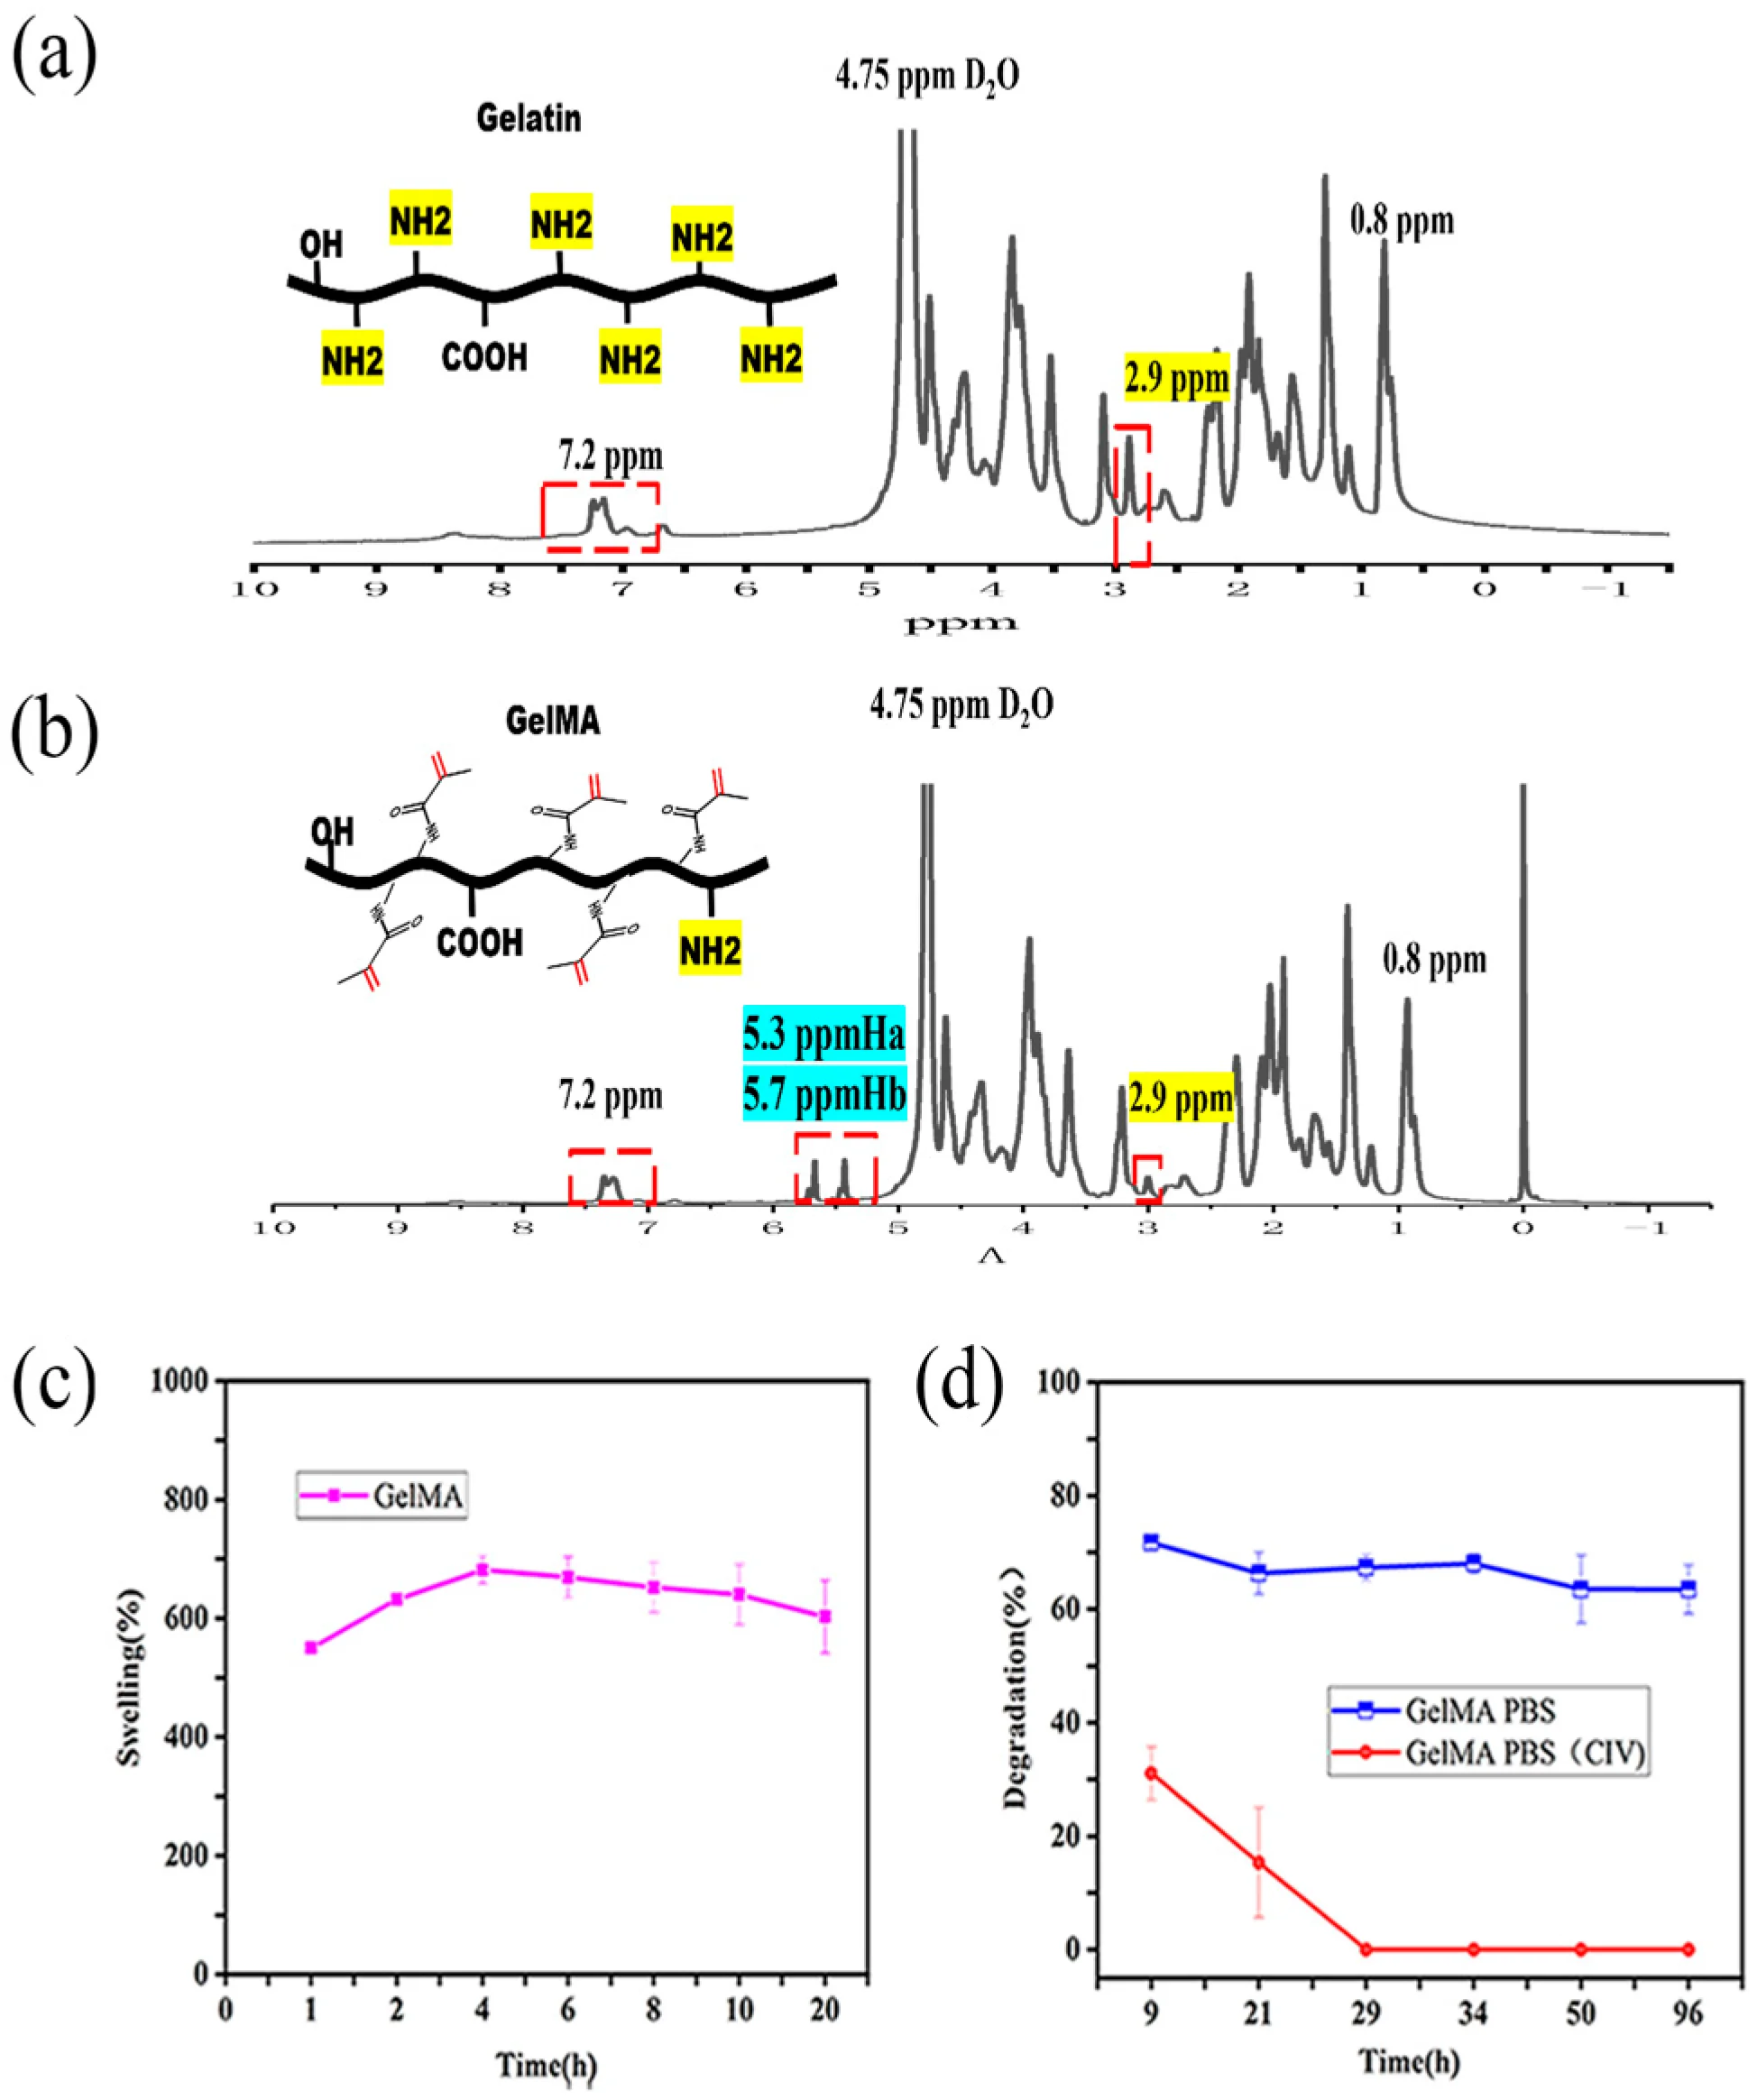 (a)
4.75 ppm D₂O
Gelatin
0.8 ppm
NH2 NH2 NH2
OH
NH2 COOH NH2 NH2
2.9 ppm
7.2 ppm
10 9 8 7 6 5 4 3 2 1 0 −1
ppm
(b)
4.75 ppm D₂O
GelMA
O NH O NH O NH
OH
HN O HN O
COOH NH2
0.8 ppm
5.3 ppmHa
5.7 ppmHb
7.2 ppm
2.9 ppm
10 9 8 7 6 5 4 3 2 1 0 −1
(c)
1000
800
600
400
200
0
Swelling(%)
GelMA
0 1 2 4 6 8 10 20
Time(h)
(d)
100
80
60
40
20
0
Degradation(%)
GelMA PBS
GelMA PBS（CIV)
9 21 29 34 50 96
Time(h)